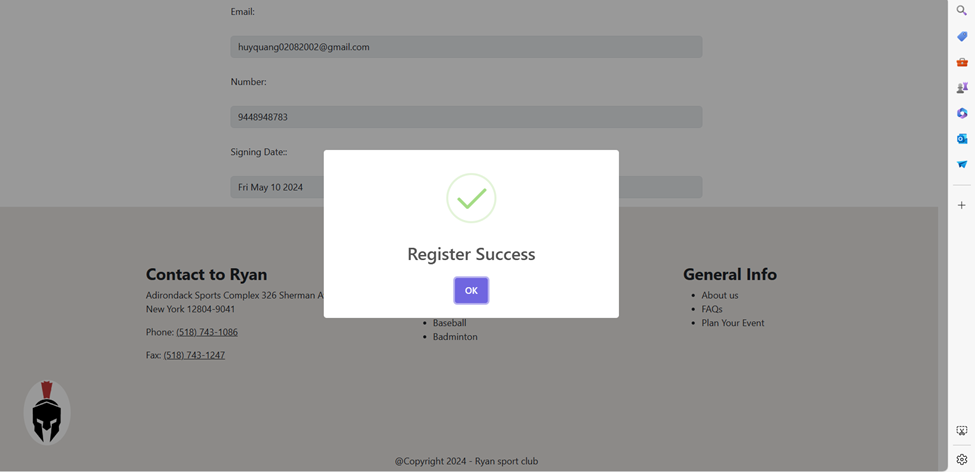 Email:
huyquang02082002@gmail.com
Number:
9448948783
Signing Date::
Fri May 10 2024
Register Success
OK
Contact to Ryan
Adirondack Sports Complex 326 Sherman
New York 12804-9041
Phone: (518) 743-1086
Fax: (518) 743-1247
Baseball
Badminton
General Info
About us
FAQs
Plan Your Event
@Copyright 2024 - Ryan sport club